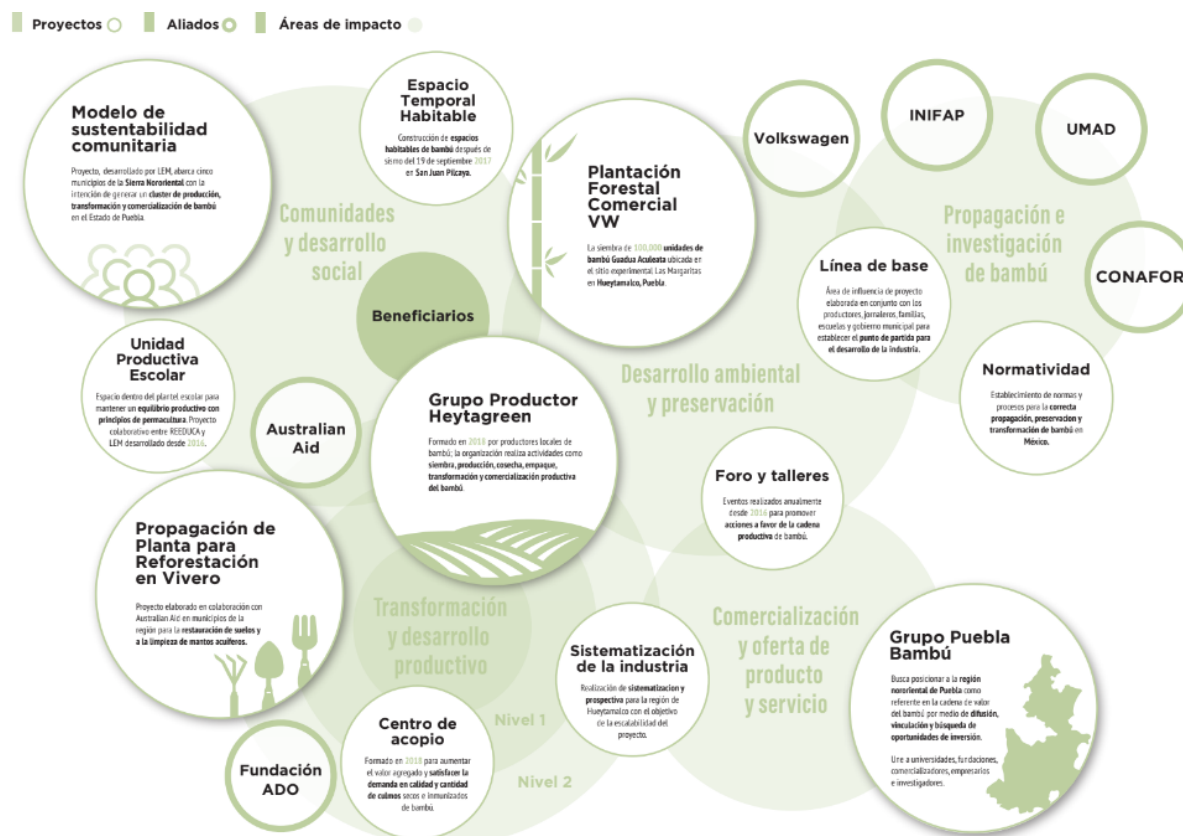 Proyectos
Aliados
Áreas de impacto
Modelo de
sustentabilidad
comunitaria
Proyecto, desarrollado por LEM, abarca cinco
municipios de la Sierra Nororiental con la
intención de generar un cluster de producción,
transformación y comercialización de bambú
en el Estado de Puebla.
Espacio
Temporal
Habitable
Construcción de espacios
habitables de bambú después de
sismo del 19 de septiembre 2017
en San Juan Pilcaya.
Comunidades
y desarrollo
social
Beneficiarios
Plantación
Forestal
Comercial
VW
La siembra de 100,000 unidades de
bambú Guadua Aculeata ubicada en
el sitio experimental Las Margaritas
en Hueytamalco, Puebla.
Volkswagen
INIFAP
UMAD
Propagación e
investigación
de bambú
CONAFOR
Línea de base
Área de influencia de proyecto
elaborada en conjunto con los
productores, jornaleros, familias,
escuelas y gobierno municipal para
establecer el punto de partida para
el desarrollo de la industria.
Normatividad
Establecimiento de normas y
procesos para la correcta
propagación, preservacion y
transformación de bambú en
México.
Unidad
Productiva
Escolar
Espacio dentro del plantel escolar para
mantener un equilibrio productivo con
principios de permacultura. Proyecto
colaborativo entre REEDUCA y
LEM desarrollado desde 2016.
Australian
Aid
Grupo Productor
Heytagreen
Formado en 2018 por productores locales de
bambú; la organización realiza actividades como
siembra, producción, cosecha, empaque,
transformación y comercialización productiva
del bambú.
Desarrollo ambiental
y preservación
Foro y talleres
Eventos realizados anualmente
desde 2016 para promover
acciones a favor de la cadena
productiva de bambú.
Propagación de
Planta para
Reforestación
en Vivero
Proyecto elaborado en colaboración con
Australian Aid en municipios de la
región para la restauración de suelos y
a la limpieza de mantos acuíferos.
Transformación
y desarrollo
productivo
Nivel 1
Nivel 2
Sistematización
de la industria
Realización de sistematizacion y
prospectiva para la región de
Hueytamalco con el objetivo
de la escalabilidad del
proyecto.
Comercialización
y oferta de
producto
y servicio
Grupo Puebla
Bambú
Busca posicionar a la región
nororiental de Puebla como
referente en la cadena de valor
del bambú por medio de difusión,
vinculación y búsqueda de
oportunidades de inversión.
Une a universidades, fundaciones,
comercializadores, empresarios
e investigadores.
Centro de
acopio
Formado en 2018 para aumentar
el valor agregado y satisfacer la
demanda en calidad y cantidad
de culmos secos e inmunizados
de bambú.
Fundación
ADO